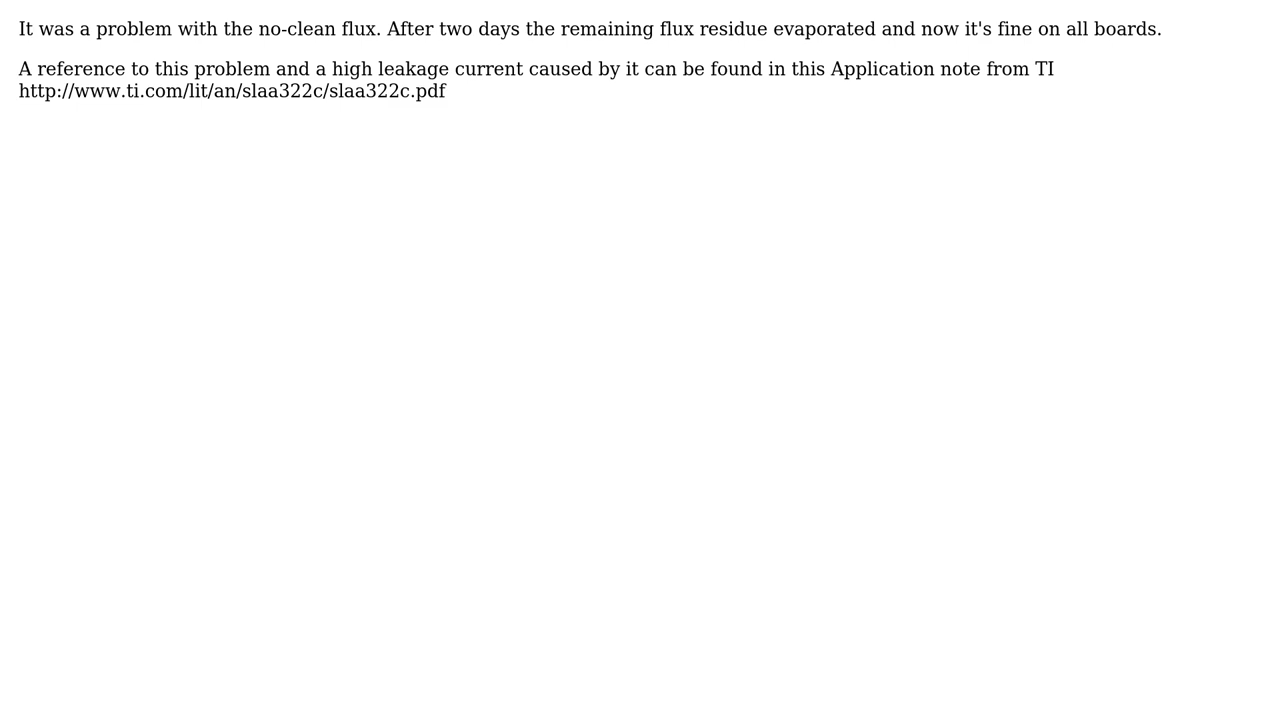 It was a problem with the no-clean flux. After two days the remaining flux residue evaporated and now it's fine on all boards.
A reference to this problem and a high leakage current caused by it can be found in this Application note from TI
http://www.ti.com/lit/an/slaa322c/slaa322c.pdf